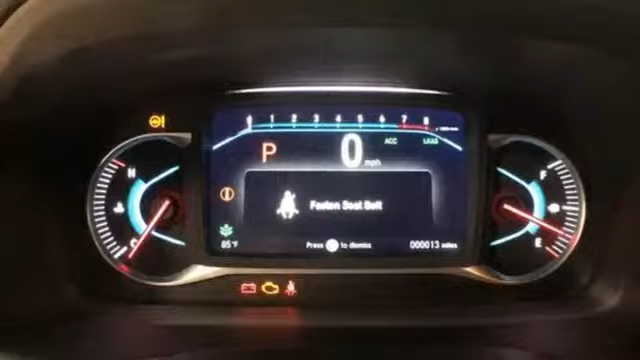 0 1 2 3 4 5 6 7 8
P 0 mph
ACC
H
F
Fasten Seat Belt
C
E
85°F
Press to dismiss
000013 miles